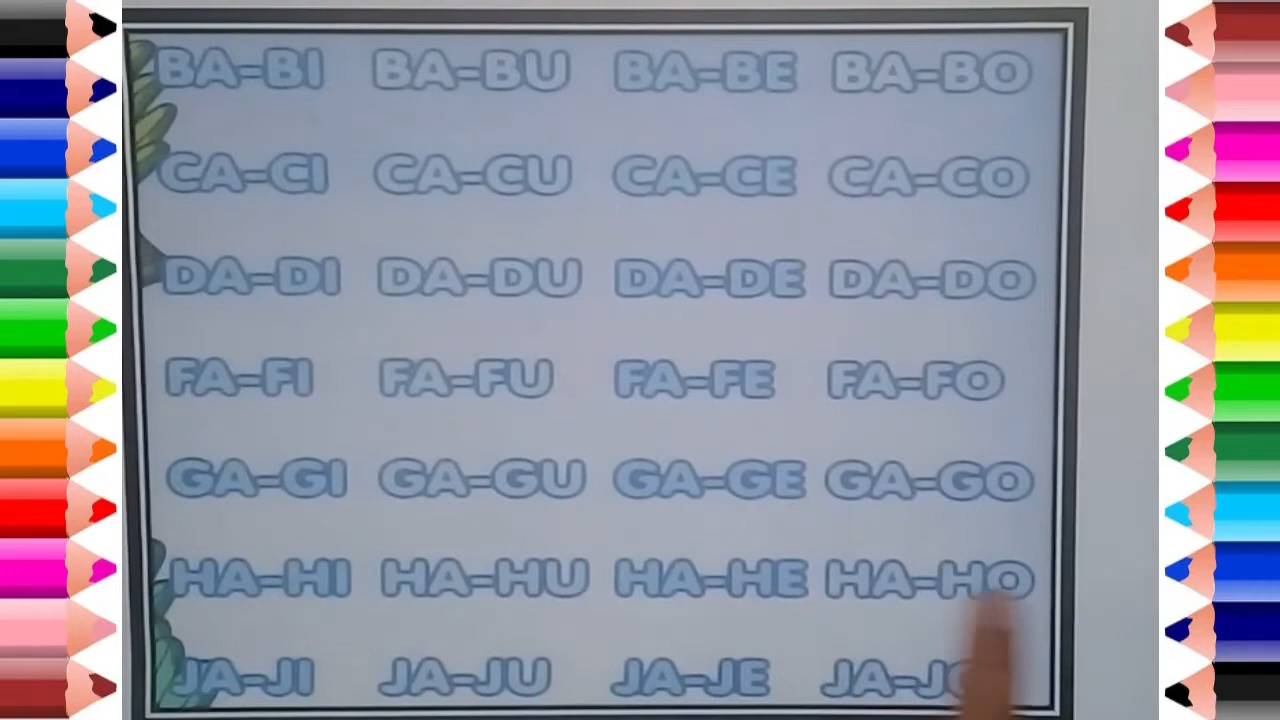 BA=BI BA=BU BA=BE BA=BO
CA=CI CA=CU CA=CE CA=CO
DA=DI DA=DU DA=DE DA=DO
FA=FI FA=FU FA=FE FA=FO
GA=GI GA=GU GA=GE GA=GO
HA=HI HA=HU HA=HE HA=HO
JA-JI JA-JU JA-JE